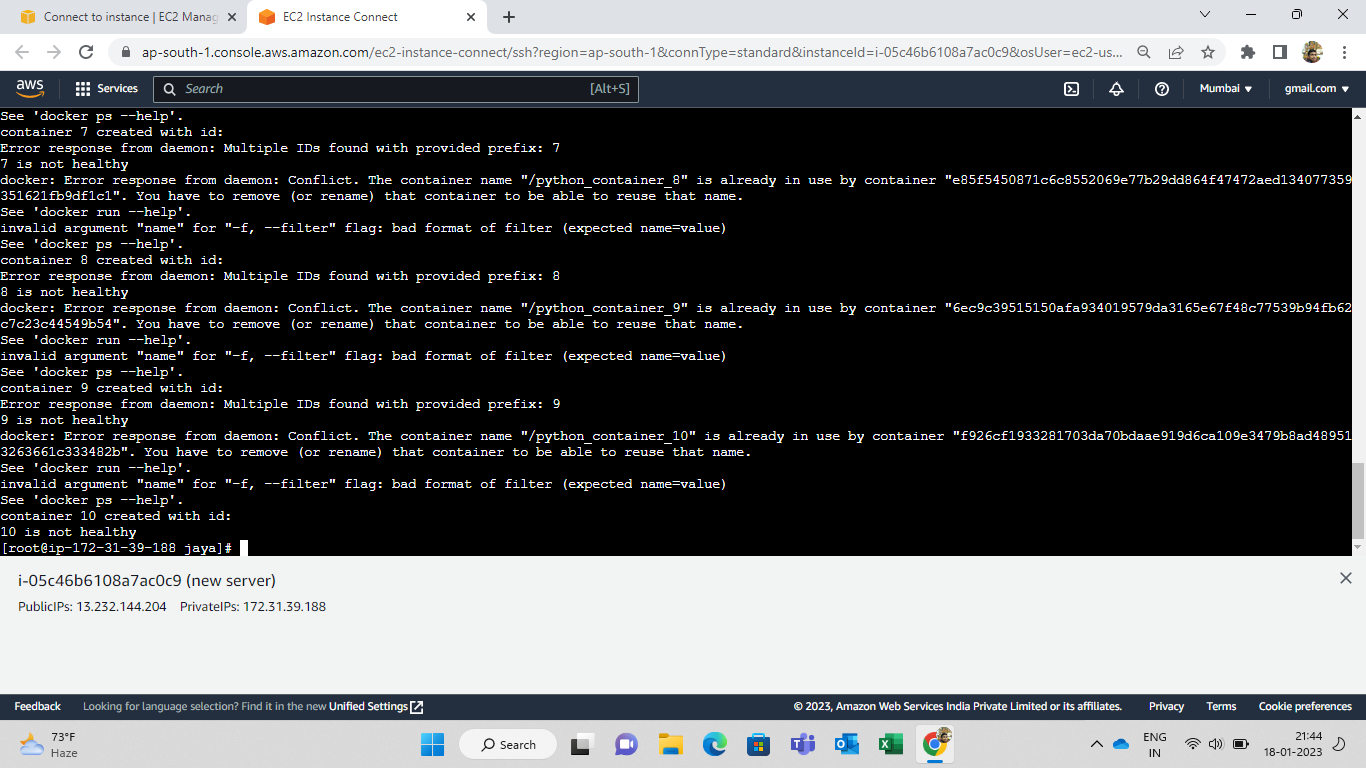 Connect to instance | EC2 Manag
EC2 Instance Connect
ap-south-1.console.aws.amazon.com/ec2-instance-connect/ssh?region=ap-south-1&connType=standard&instanceId=i-05c46b6108a7ac0c9&osUser=ec2-us...
aws
Services
Search
[Alt+S]
Mumbai
gmail.com
See 'docker ps --help'.
container 7 created with id:
Error response from daemon: Multiple IDs found with provided prefix: 7
7 is not healthy
docker: Error response from daemon: Conflict. The container name "/python_container_8" is already in use by container "e85f5450871c6c8552069e77b29dd864f47472aed134077359
351621fb9df1c1". You have to remove (or rename) that container to be able to reuse that name.
See 'docker run --help'.
invalid argument "name" for "-f, --filter" flag: bad format of filter (expected name=value)
See 'docker ps --help'.
container 8 created with id:
Error response from daemon: Multiple IDs found with provided prefix: 8
8 is not healthy
docker: Error response from daemon: Conflict. The container name "/python_container_9" is already in use by container "6ec9c39515150afa934019579da3165e67f48c77539b94fb62
c7c23c44549b54". You have to remove (or rename) that container to be able to reuse that name.
See 'docker run --help'.
invalid argument "name" for "-f, --filter" flag: bad format of filter (expected name=value)
See 'docker ps --help'.
container 9 created with id:
Error response from daemon: Multiple IDs found with provided prefix: 9
9 is not healthy
docker: Error response from daemon: Conflict. The container name "/python_container_10" is already in use by container "f926cf1933281703da70bdaae919d6ca109e3479b8ad48951
3263661c333482b". You have to remove (or rename) that container to be able to reuse that name.
See 'docker run --help'.
invalid argument "name" for "-f, --filter" flag: bad format of filter (expected name=value)
See 'docker ps --help'.
container 10 created with id:
10 is not healthy
[root@ip-172-31-39-188 jaya]#
i-05c46b6108a7ac0c9 (new server)
PublicIPs: 13.232.144.204 PrivateIPs: 172.31.39.188
Feedback
Looking for language selection? Find it in the new Unified Settings
© 2023, Amazon Web Services India Private Limited or its affiliates.
Privacy
Terms
Cookie preferences
73°F
Haze
Search
ENG
IN
21:44
18-01-2023